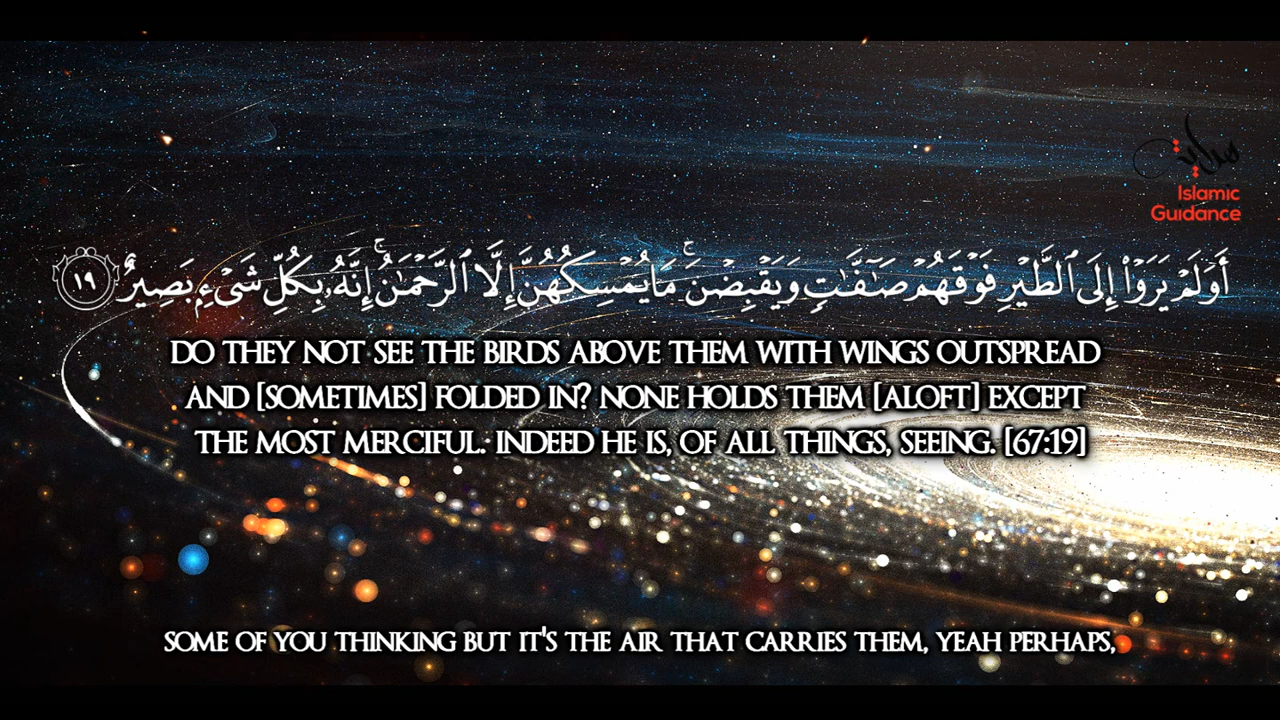 هداية
Islamic
Guidance
أَوَلَمْ يَرَوْا۟ إِلَى ٱلطَّيْرِ فَوْقَهُمْ صَـٰٓفَّـٰتٍ وَيَقْبِضْنَ ۚ مَا يُمْسِكُهُنَّ إِلَّا ٱلرَّحْمَـٰنُ ۚ إِنَّهُۥ بِكُلِّ شَىْءٍۭ بَصِيرٌ ١٩
DO THEY NOT SEE THE BIRDS ABOVE THEM WITH WINGS OUTSPREAD
AND [SOMETIMES] FOLDED IN? NONE HOLDS THEM [ALOFT] EXCEPT
THE MOST MERCIFUL. INDEED HE IS, OF ALL THINGS, SEEING. [67:19]
SOME OF YOU THINKING BUT IT'S THE AIR THAT CARRIES THEM, YEAH PERHAPS,